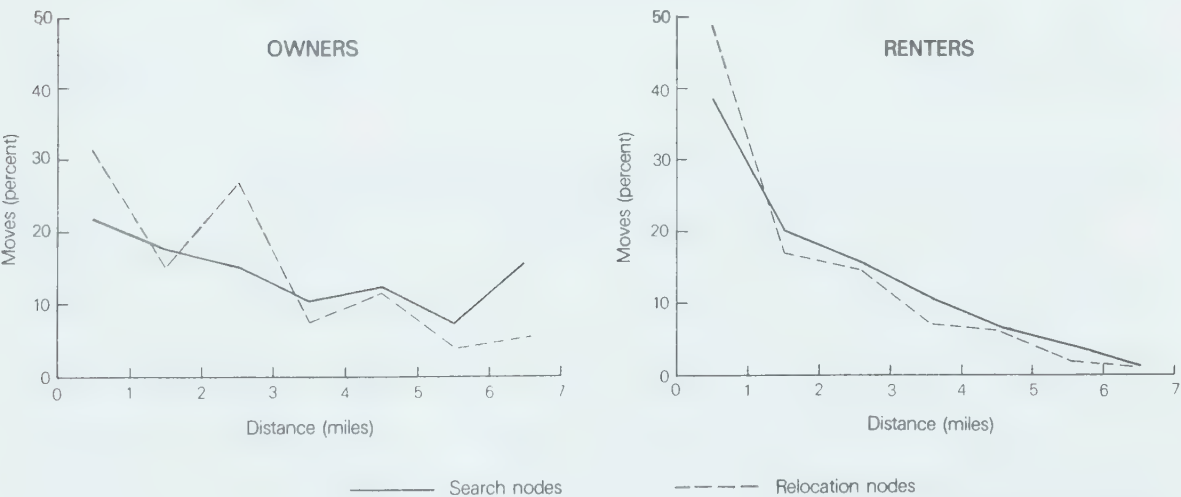 OWNERS
50
40
30
20
10
0
Moves (percent)
0 1 2 3 4 5 6 7
Distance (miles)
RENTERS
50
40
30
20
10
0
Moves (percent)
0 1 2 3 4 5 6 7
Distance (miles)
Search nodes
Relocation nodes